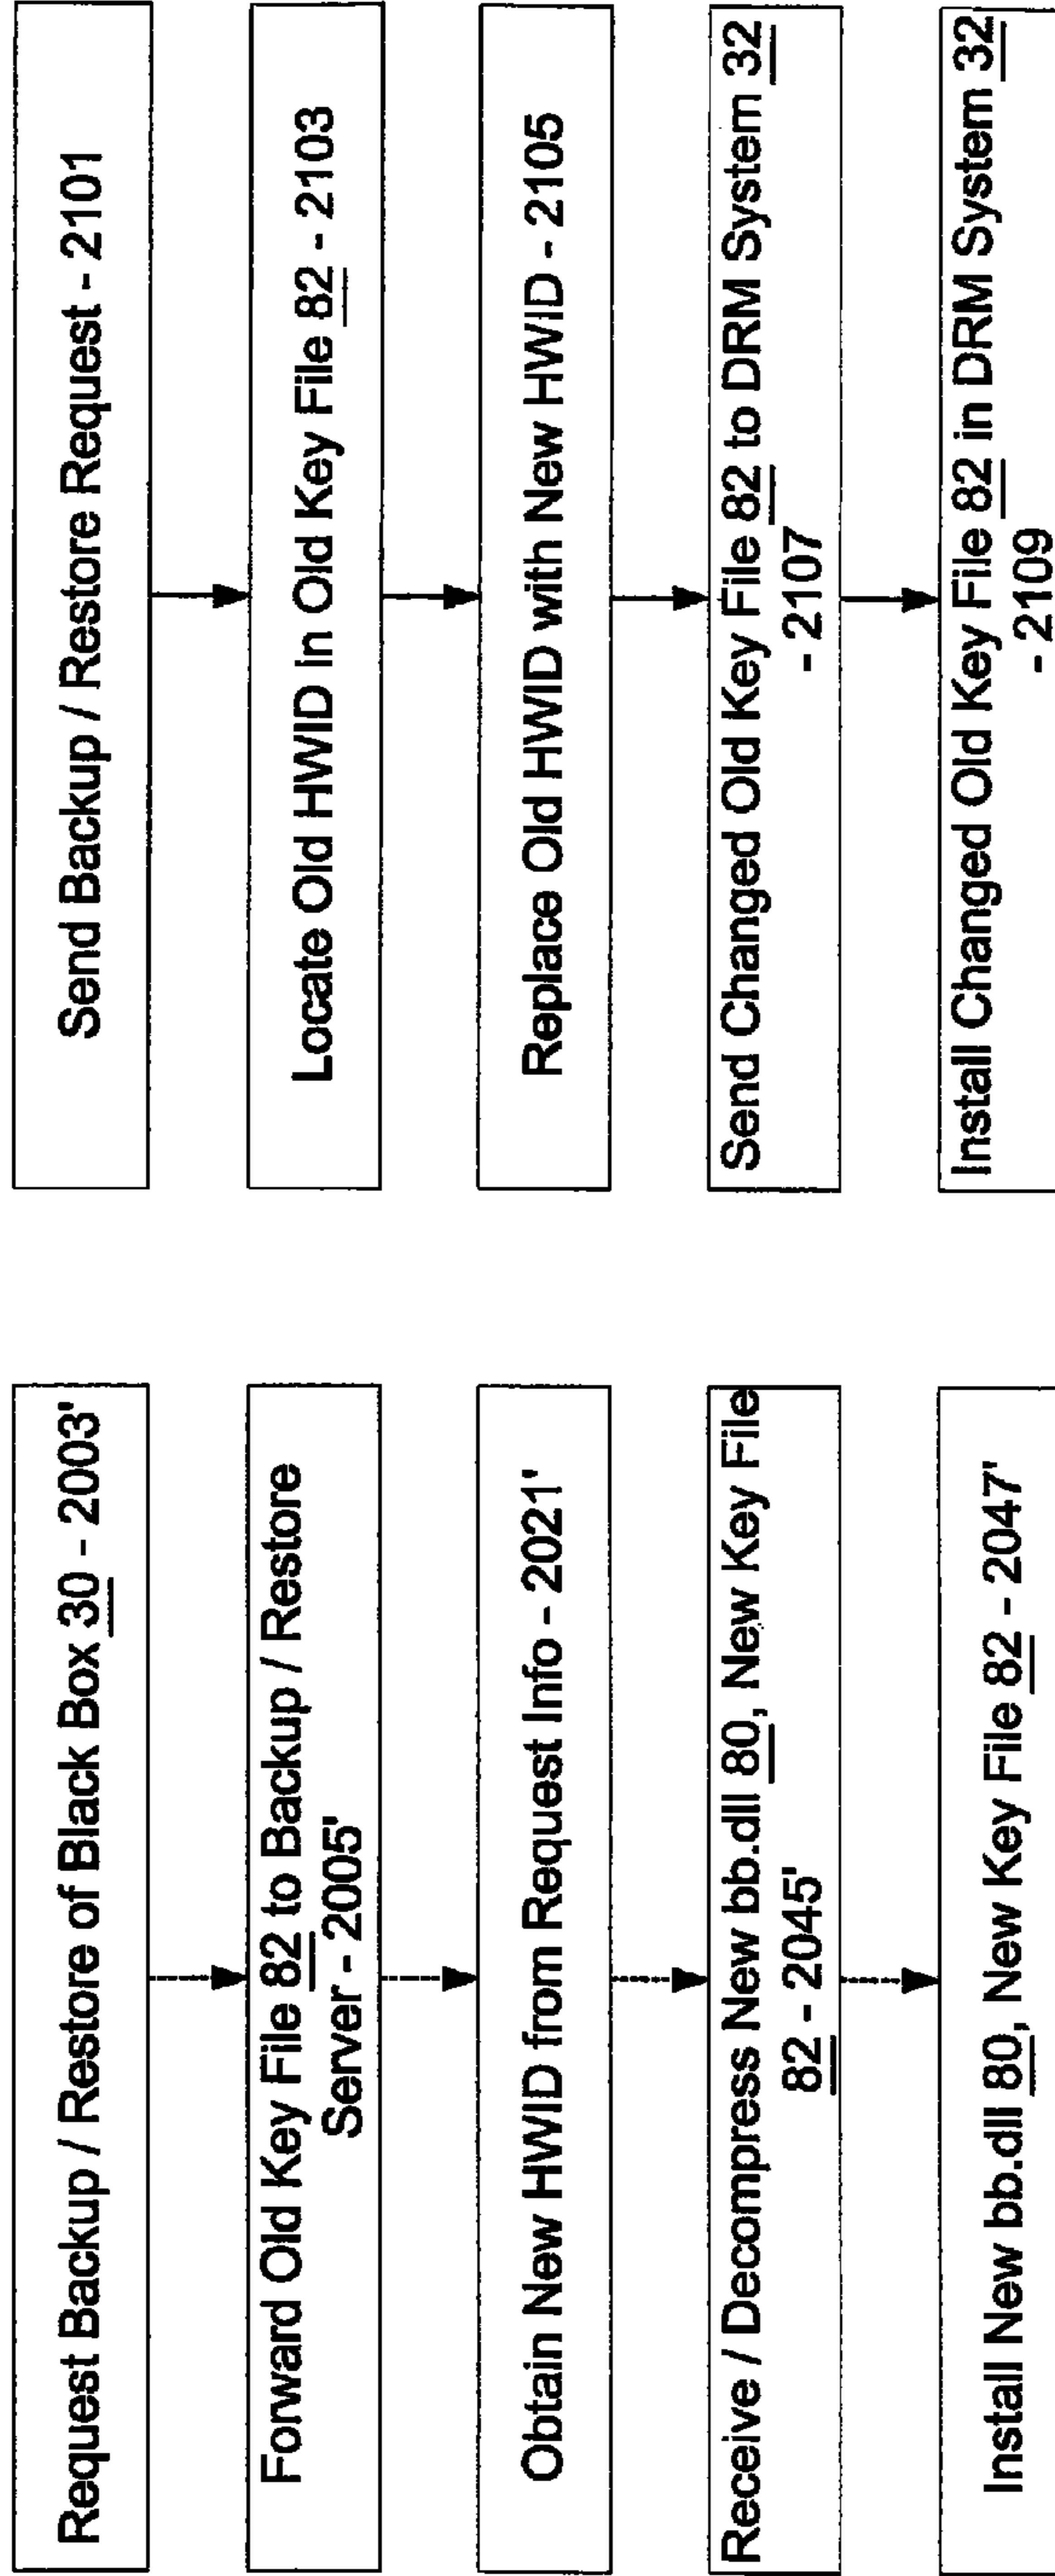 Request Backup / Restore of Black Box 30 - 2003'
Forward Old Key File 82 to Backup / Restore
Server - 2005'
Obtain New HWID from Request Info - 2021'
Receive / Decompress New bb.dll 80, New Key File
82 - 2045'
Install New bb.dll 80, New Key File 82 - 2047'
Send Backup / Restore Request - 2101
Locate Old HWID in Old Key File 82 - 2103
Replace Old HWID with New HWID - 2105
Send Changed Old Key File 82 to DRM System 32
- 2107
Install Changed Old Key File 82 in DRM System 32
- 2109